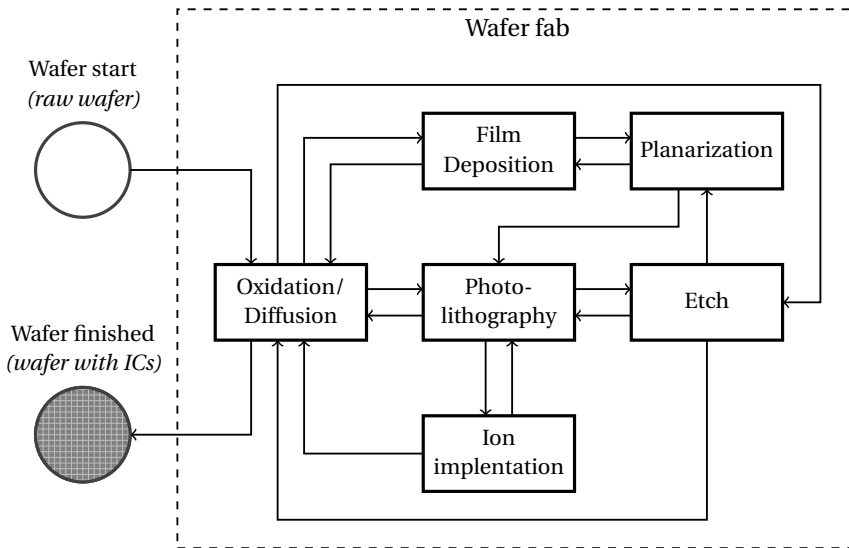 Wafer fab
Wafer start
(raw wafer)
Film
Deposition
Planarization
Oxidation/
Diffusion
Photo-
lithography
Etch
Wafer finished
(wafer with ICs)
Ion
implentation